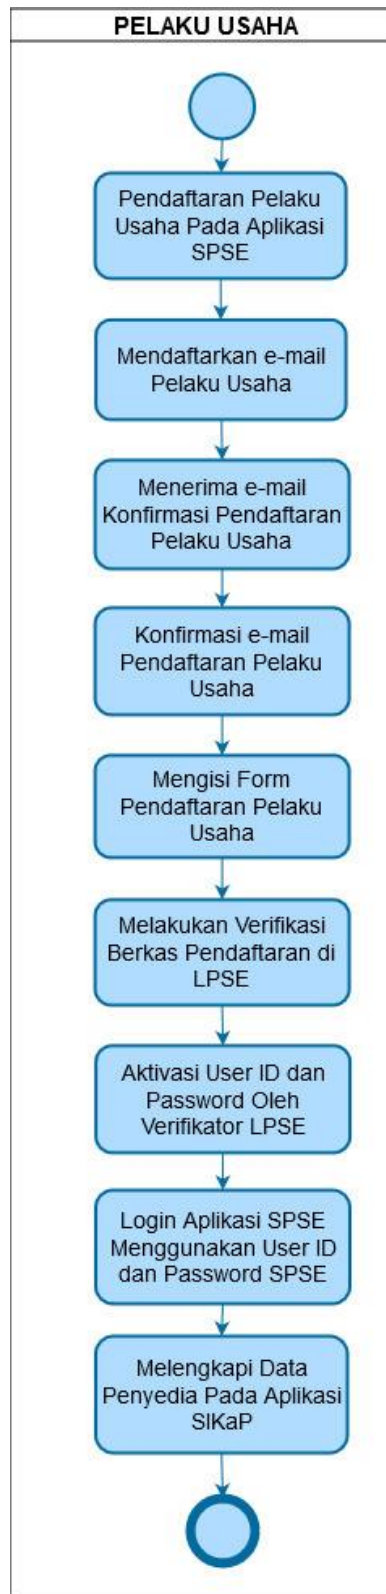 PELAKU USAHA
Pendaftaran Pelaku
Usaha Pada Aplikasi
SPSE
Mendaftarkan e-mail
Pelaku Usaha
Menerima e-mail
Konfirmasi Pendaftaran
Pelaku Usaha
Konfirmasi e-mail
Pendaftaran Pelaku
Usaha
Mengisi Form
Pendaftaran Pelaku
Usaha
Melakukan Verifikasi
Berkas Pendaftaran di
LPSE
Aktivasi User ID dan
Password Oleh
Verifikator LPSE
Login Aplikasi SPSE
Menggunakan User ID
dan Password SPSE
Melengkapi Data
Penyedia Pada Aplikasi
SIKaP